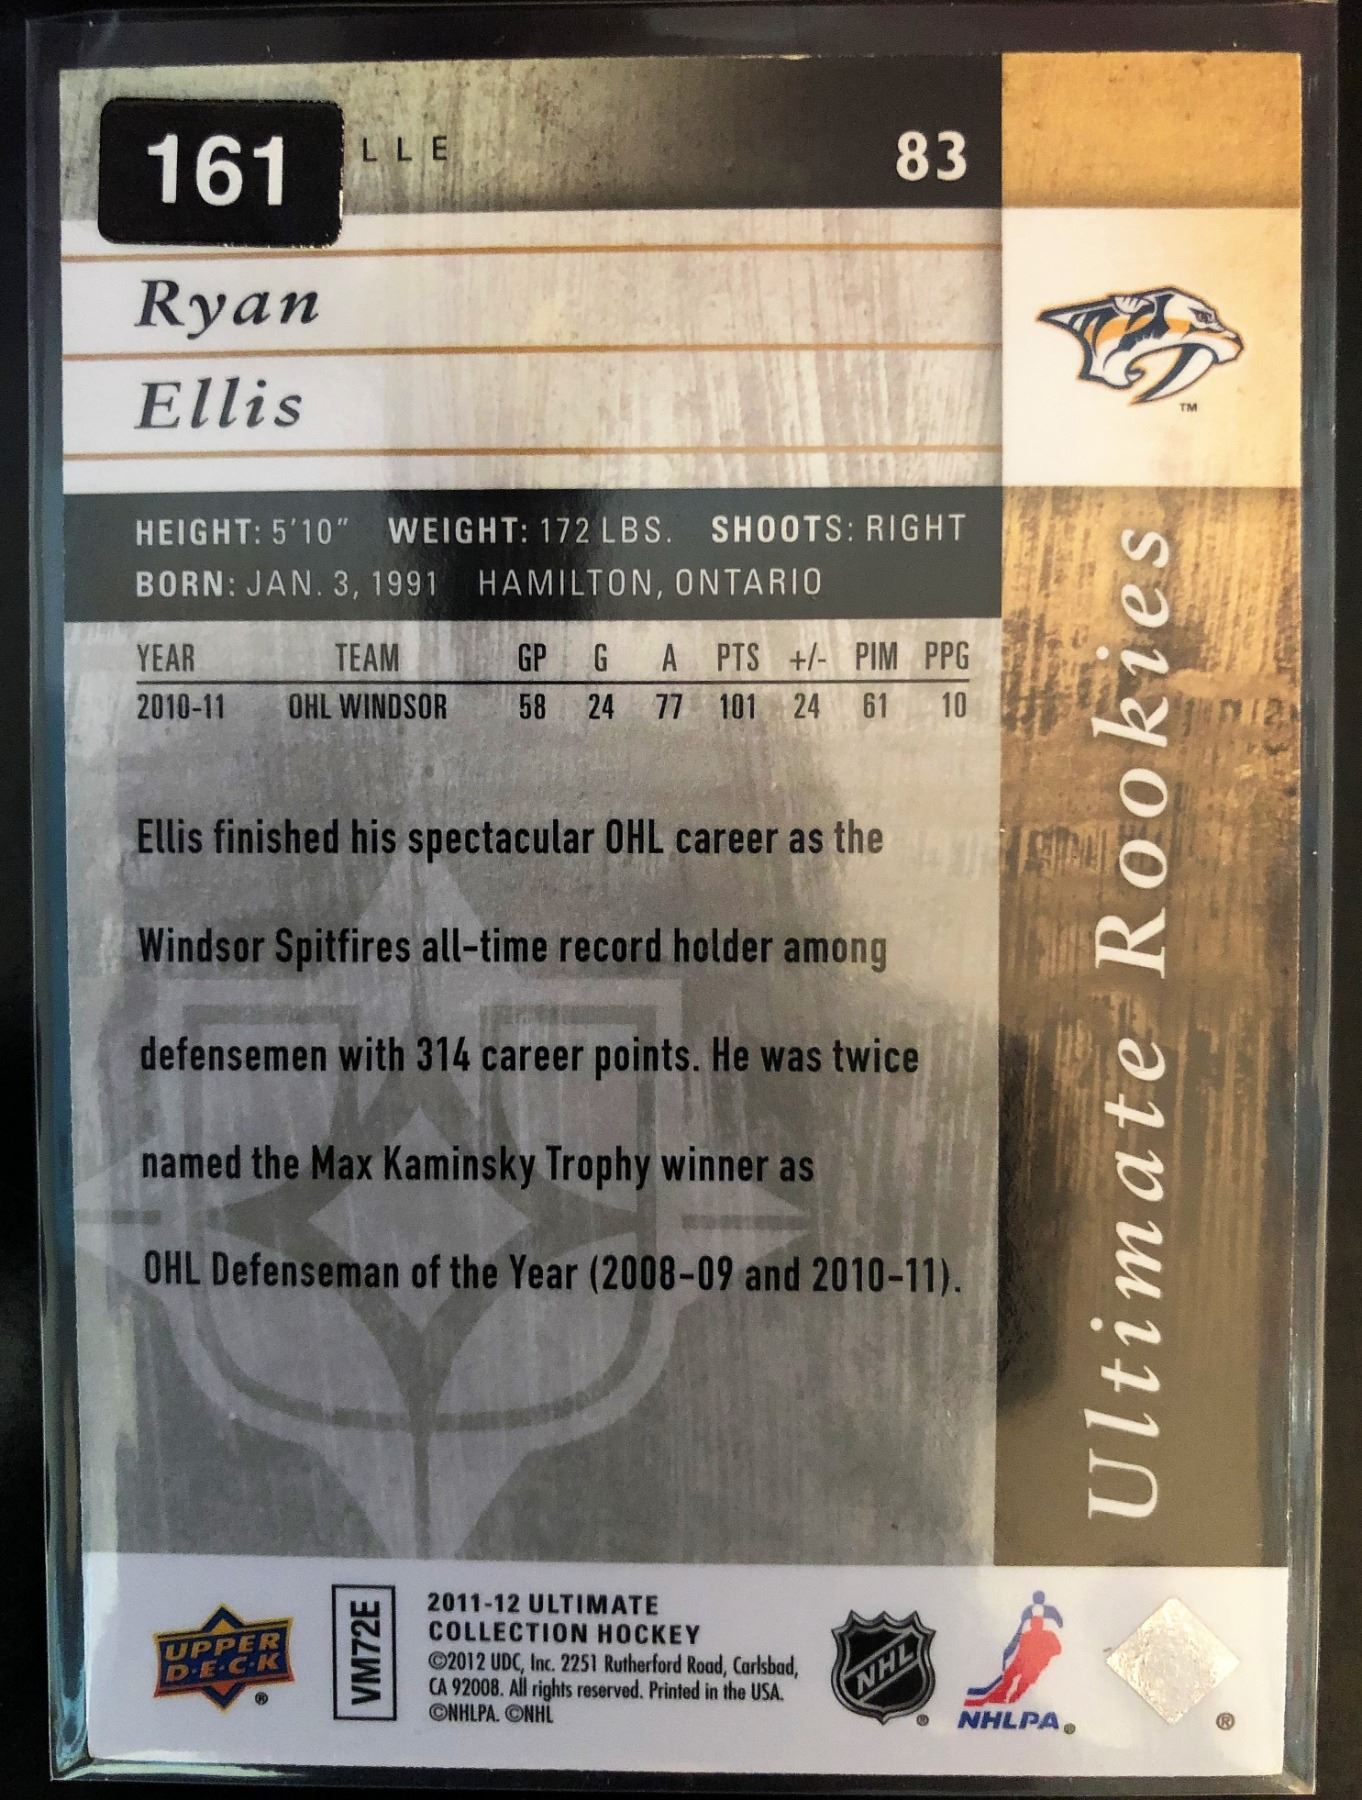 161 LLE 83
Ryan
Ellis
TM
HEIGHT: 5'10" WEIGHT: 172 LBS. SHOOTS: RIGHT
BORN: JAN. 3, 1991 HAMILTON, ONTARIO
YEAR TEAM GP G A PTS +/- PIM PPG
2010-11 OHL WINDSOR 58 24 77 101 24 61 10
Ellis finished his spectacular OHL career as the
Windsor Spitfires all-time record holder among
defensemen with 314 career points. He was twice
named the Max Kaminsky Trophy winner as
OHL Defenseman of the Year (2008-09 and 2010-11).
Ultimate Rookies
UPPER
D·E·C·K
®
VM72E
2011-12 ULTIMATE
COLLECTION HOCKEY
©2012 UDC, Inc. 2251 Rutherford Road, Carlsbad,
CA 92008. All rights reserved. Printed in the USA.
©NHLPA. ©NHL
NHL ®
NHLPA ®
®